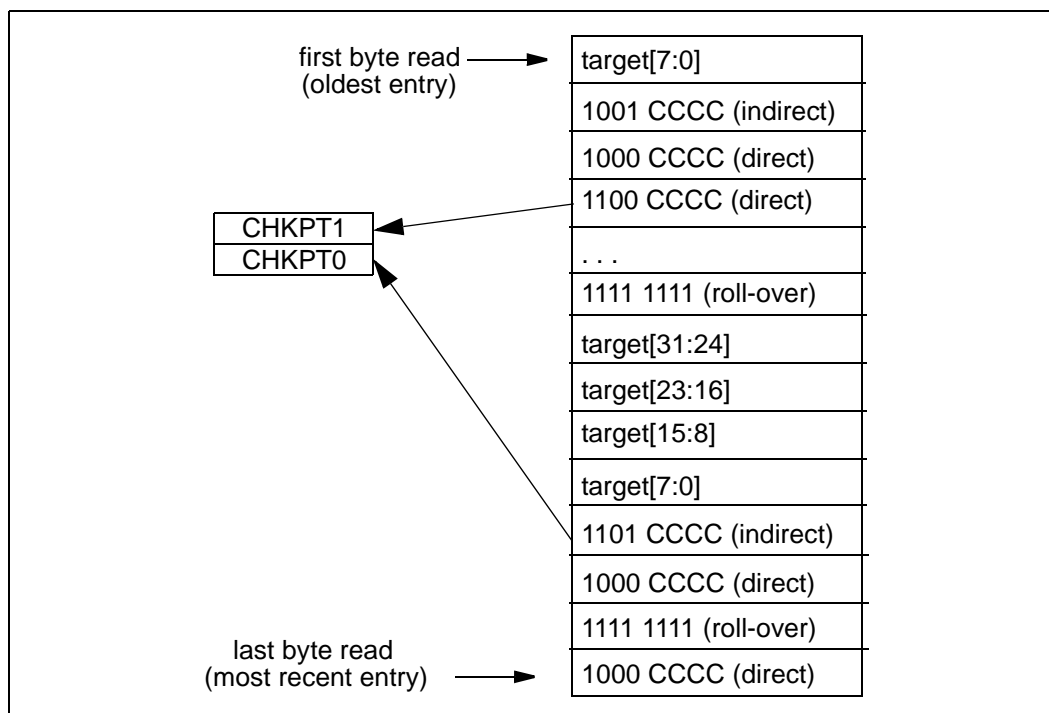 first byte read
(oldest entry)
target[7:0]
1001 CCCC (indirect)
1000 CCCC (direct)
1100 CCCC (direct)
CHKPT1
CHKPT0
. . .
1111 1111 (roll-over)
target[31:24]
target[23:16]
target[15:8]
target[7:0]
1101 CCCC (indirect)
1000 CCCC (direct)
1111 1111 (roll-over)
last byte read
(most recent entry)
1000 CCCC (direct)